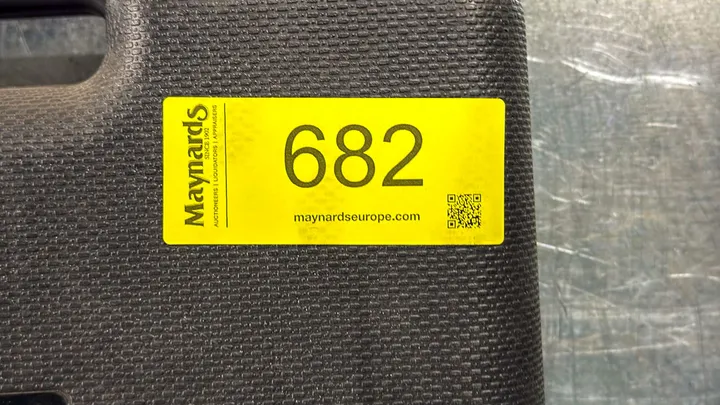 Maynards
SINCE 1902
AUCTIONEERS | LIQUIDATORS | APPRAISERS
682
maynardseurope.com